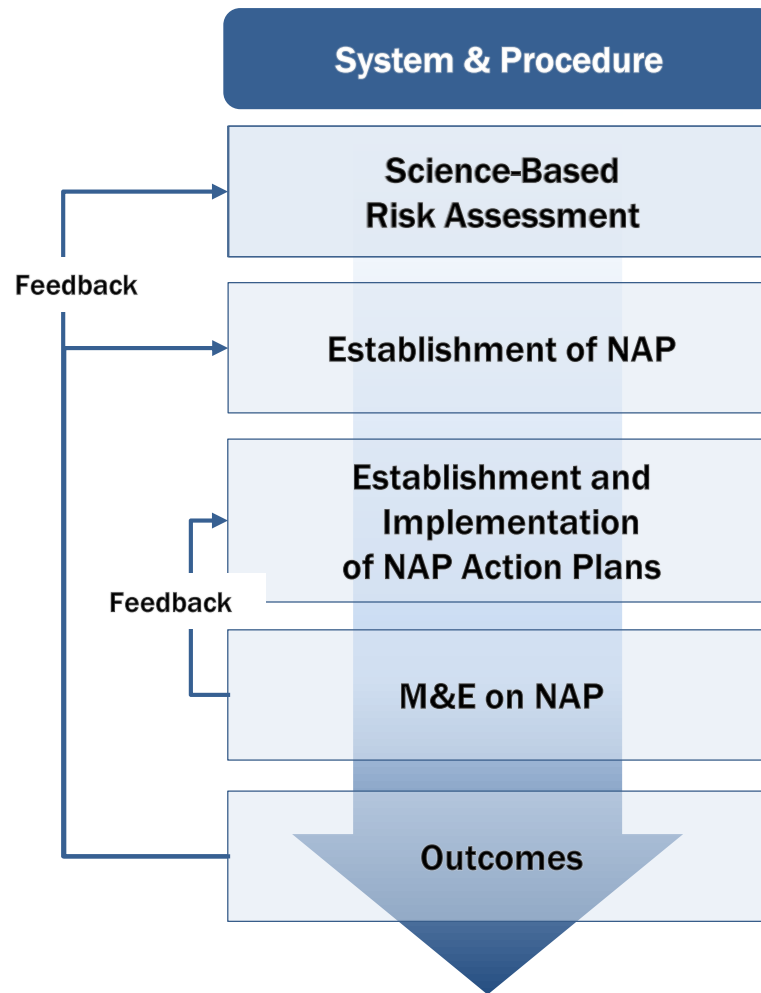 System & Procedure
Science-Based
Risk Assessment
Feedback
Establishment of NAP
Establishment and
Implementation
of NAP Action Plans
Feedback
M&E on NAP
Outcomes